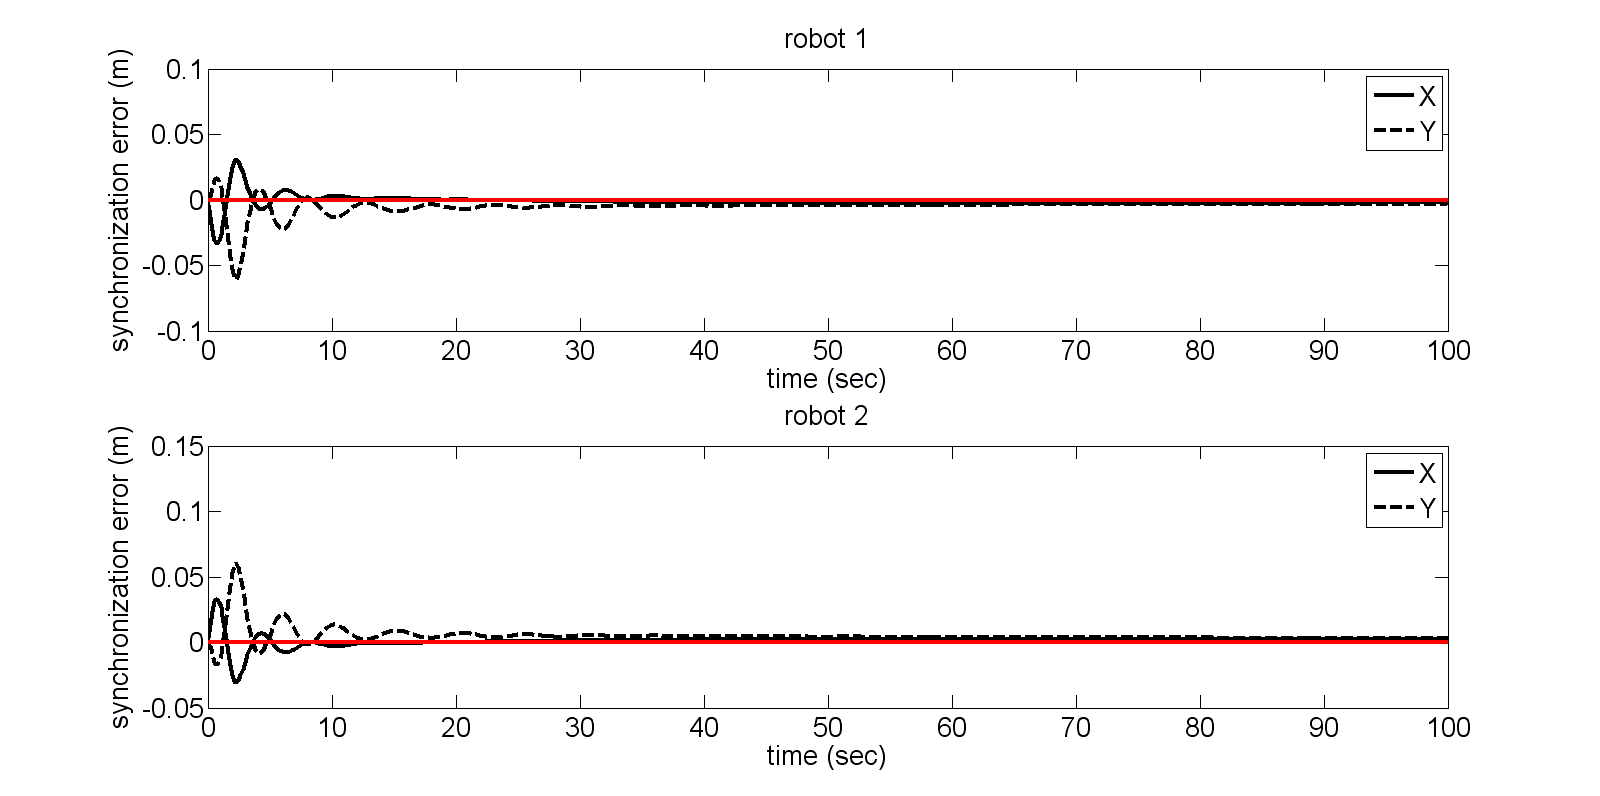 robot 1
synchronization error (m)
0.1
0.05
0
-0.05
-0.1
X
Y
0 10 20 30 40 50 60 70 80 90 100
time (sec)
robot 2
synchronization error (m)
0.15
0.1
0.05
0
-0.05
X
Y
0 10 20 30 40 50 60 70 80 90 100
time (sec)